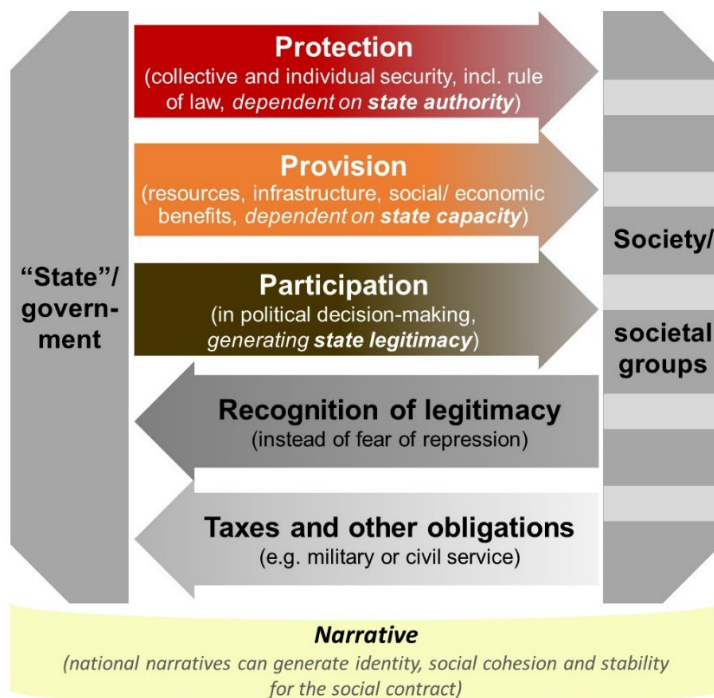 Protection
(collective and individual security, incl. rule
of law, dependent on state authority)
Provision
(resources, infrastructure, social/ economic
benefits, dependent on state capacity)
Participation
(in political decision-making,
generating state legitimacy)
Recognition of legitimacy
(instead of fear of repression)
Taxes and other obligations
(e.g. military or civil service)
“State”/
govern-
ment
Society/
societal
groups
Narrative
(national narratives can generate identity, social cohesion and stability
for the social contract)